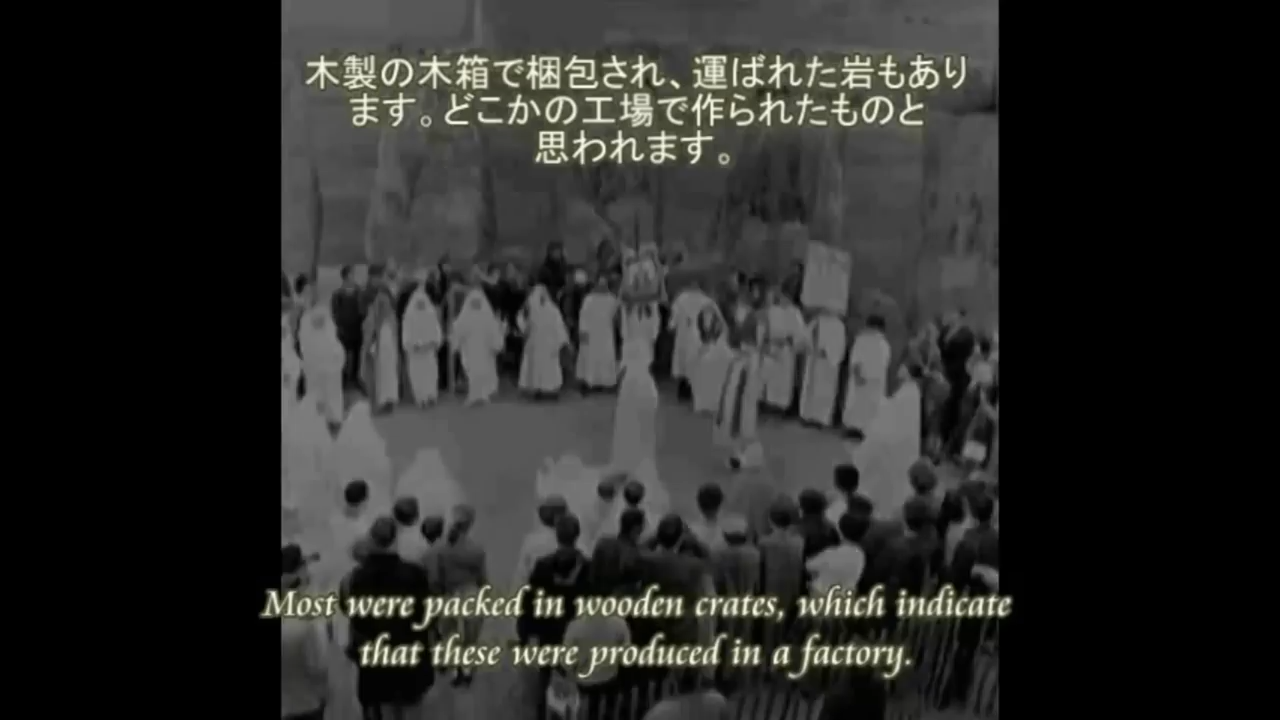 木製の木箱で梱包され、運ばれた岩もあり
ます。どこかの工場で作られたものと
思われます。
Most were packed in wooden crates, which indicate
that these were produced in a factory.